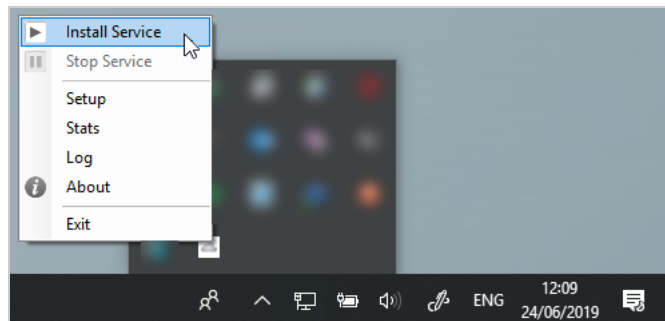 Install Service
Stop Service
Setup
Stats
Log
About
Exit
ENG
12:09
24/06/2019